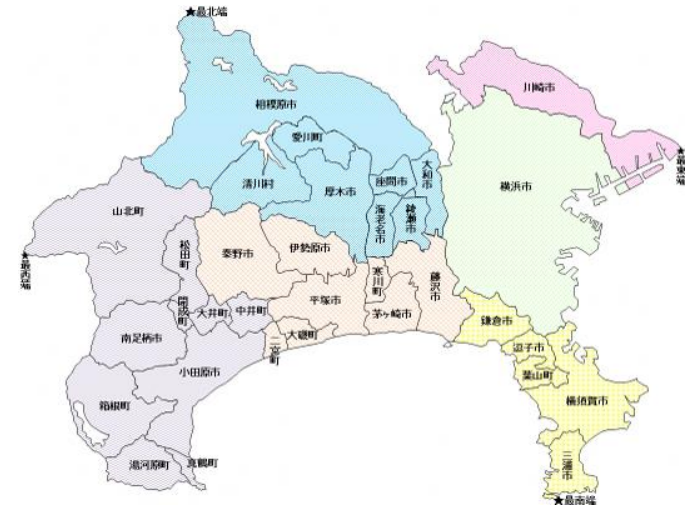 ★最北端
川崎市
相模原市
愛川町
★最東端
大和市
座間市
清川村
厚木市
横浜市
山北町
海老名市
綾瀬市
松田町
秦野市
伊勢原市
★最西端
寒川町
藤沢市
開成町
大井町
中井町
平塚市
茅ヶ崎市
鎌倉市
南足柄市
大磯町
二宮町
逗子市
小田原市
葉山町
箱根町
横須賀市
湯河原町
真鶴町
三浦市
★最南端